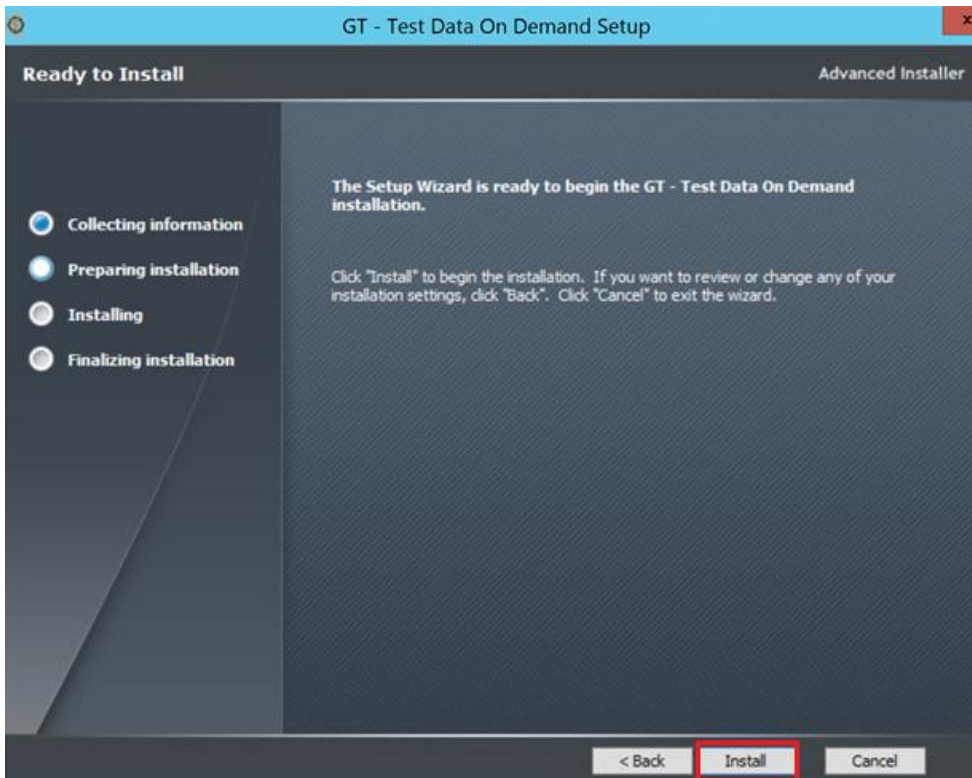 GT - Test Data On Demand Setup
x
Ready to Install
Advanced Installer
The Setup Wizard is ready to begin the GT - Test Data On Demand
installation.
Collecting information
Preparing installation
Installing
Finalizing installation
Click "Install" to begin the installation. If you want to review or change any of your
installation settings, click "Back". Click "Cancel" to exit the wizard.
< Back
Install
Cancel